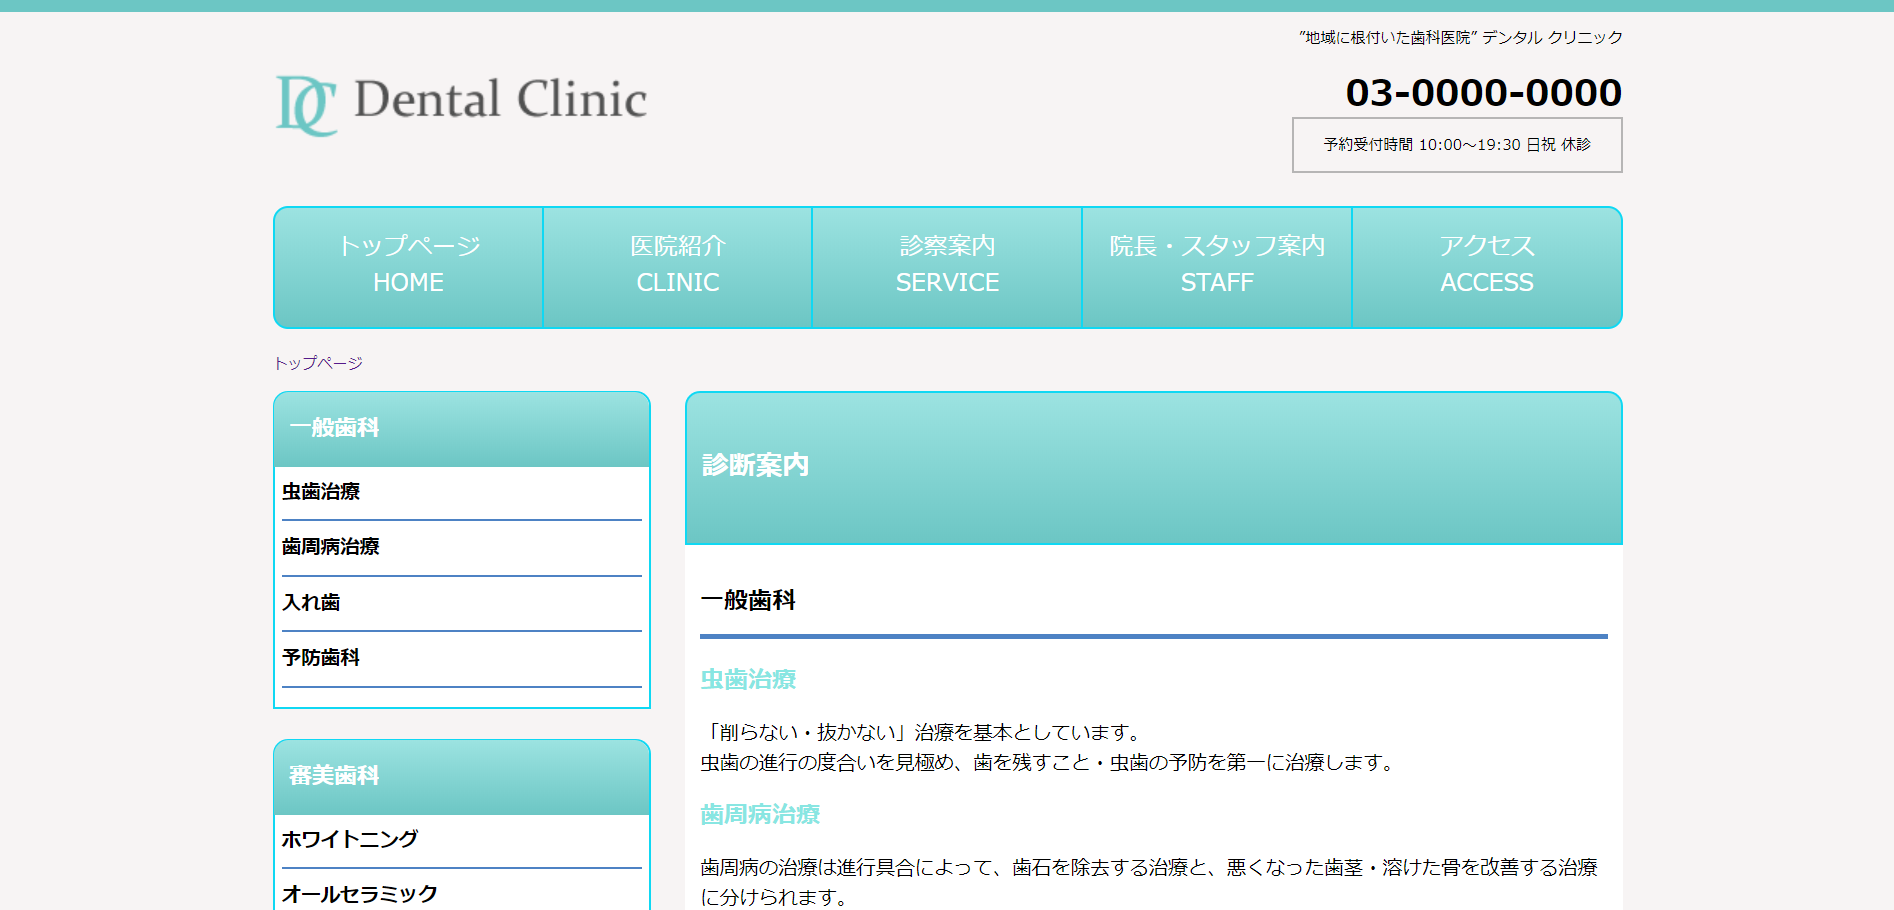 ”地域に根付いた歯科医院” デンタル クリニック
DC Dental Clinic
03-0000-0000
予約受付時間 10:00～19:30 日祝 休診
トップページ
HOME
医院紹介
CLINIC
診察案内
SERVICE
院長・スタッフ案内
STAFF
アクセス
ACCESS
トップページ
一般歯科
虫歯治療
歯周病治療
入れ歯
予防歯科
審美歯科
ホワイトニング
オールセラミック
診断案内
一般歯科
虫歯治療
「削らない・抜かない」治療を基本としています。
虫歯の進行の度合いを見極め、歯を残すこと・虫歯の予防を第一に治療します。
歯周病治療
歯周病の治療は進行具合によって、歯石を除去する治療と、悪くなった歯茎・溶けた骨を改善する治療
に分けられます。